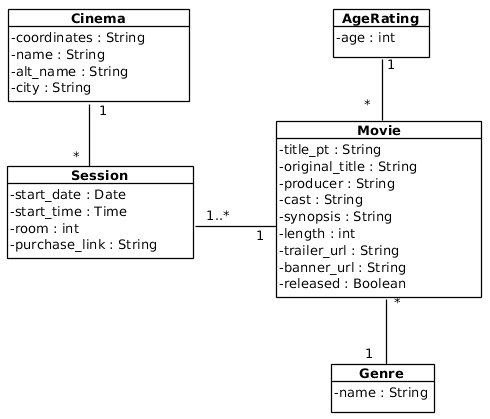 Cinema
-coordinates : String
-name : String
-alt_name : String
-city : String
AgeRating
-age : int
1
*
1
*
Session
-start_date : Date
-start_time : Time
-room : int
-purchase_link : String
1..*
1
Movie
-title_pt : String
-original_title : String
-producer : String
-cast : String
-synopsis : String
-length : int
-trailer_url : String
-banner_url : String
-released : Boolean
*
1
Genre
-name : String